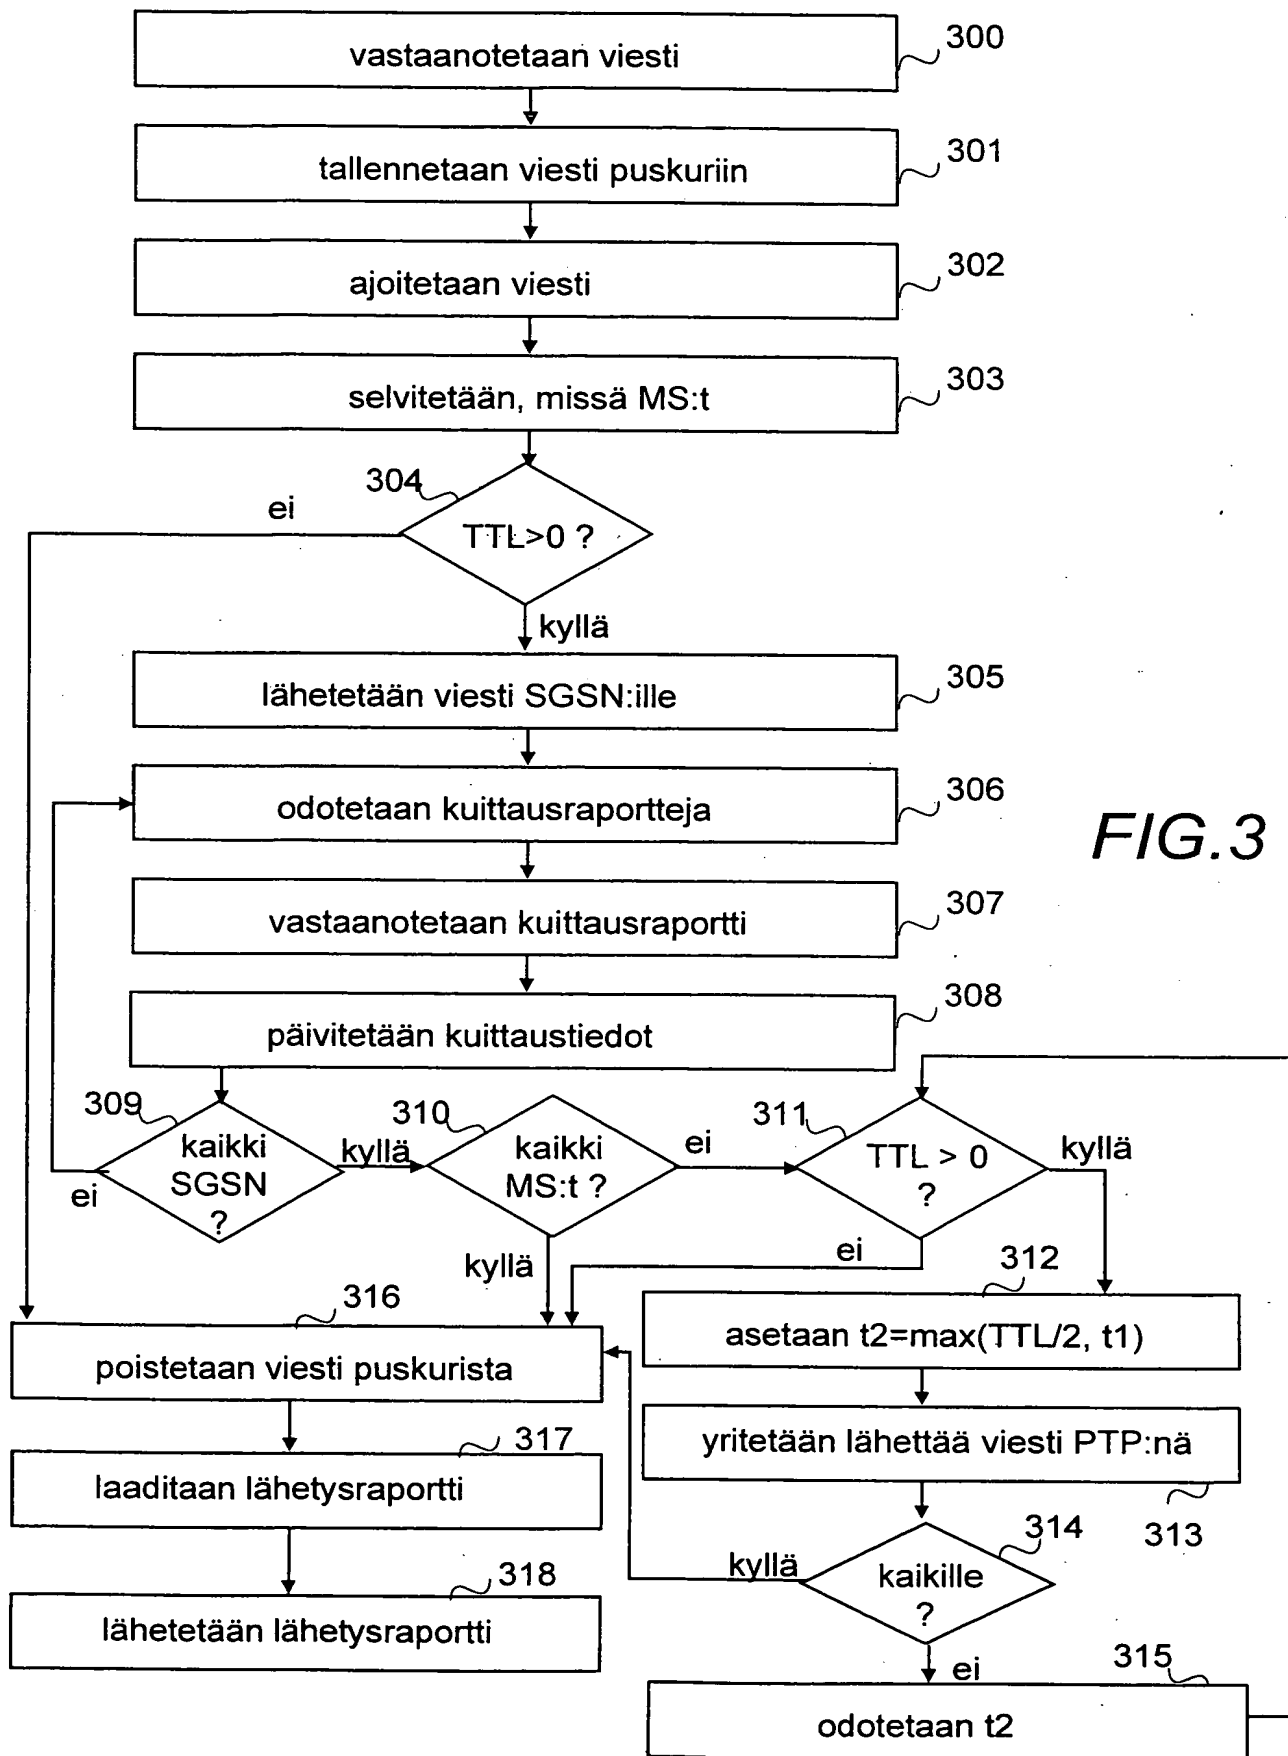 300
vastaanotetaan viesti
301
tallennetaan viesti puskuriin
302
ajoitetaan viesti
303
selvitetään, missä MS:t
304
ei
TTL>0 ?
kyllä
305
lähetetään viesti SGSN:ille
306
odotetaan kuittausraportteja
FIG.3
307
vastaanotetaan kuittausraportti
308
päivitetään kuittaustiedot
309
kaikki
SGSN
?
ei
kyllä
310
kaikki
MS:t ?
ei
kyllä
311
TTL > 0
?
kyllä
ei
312
asetaan t2=max(TTL/2, t1)
316
poistetaan viesti puskurista
yritetään lähettää viesti PTP:nä
313
317
laaditaan lähetysraportti
314
kyllä
kaikille
?
ei
318
lähetetään lähetysraportti
315
odotetaan t2